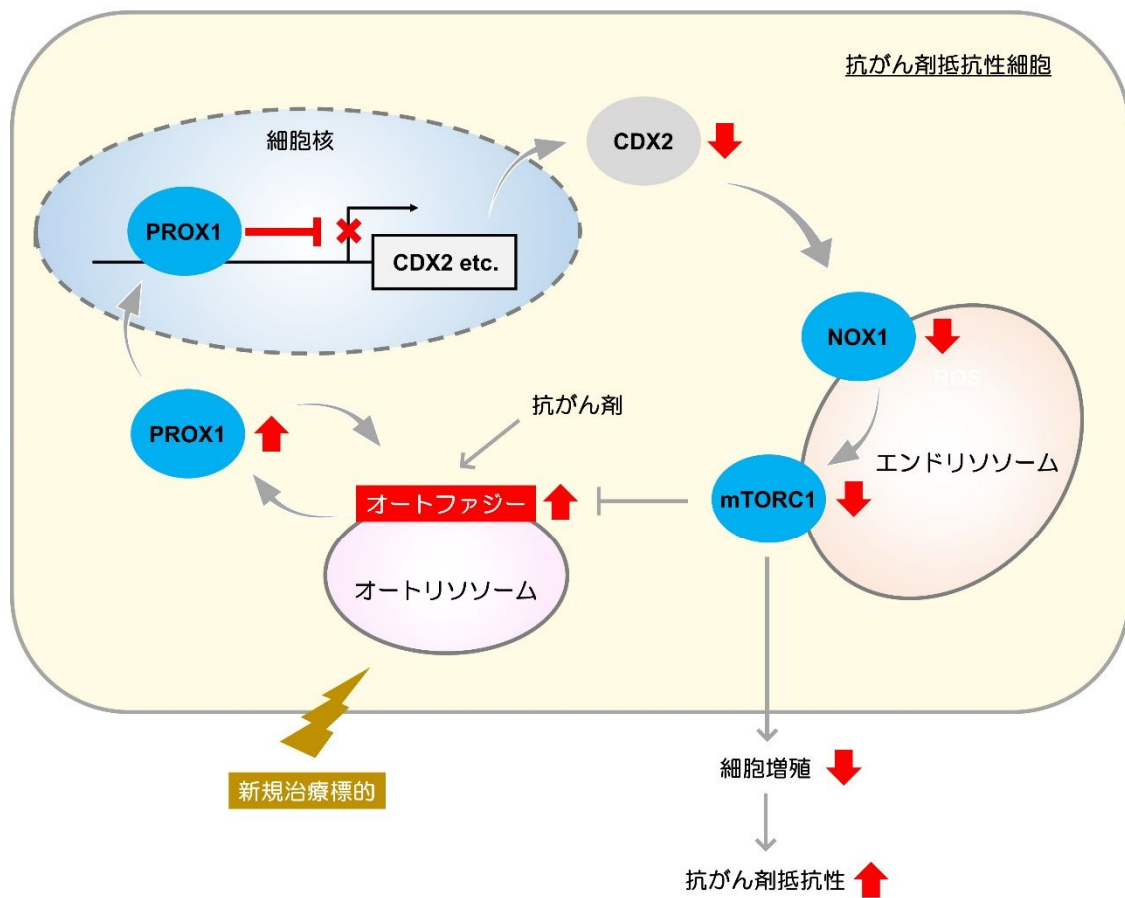 抗がん剤抵抗性細胞
細胞核
CDX2
PROX1
CDX2 etc.
NOX1
ROS
抗がん剤
PROX1
エンドリソソーム
オートファジー
mTORC1
オートリソソーム
新規治療標的
細胞増殖
抗がん剤抵抗性